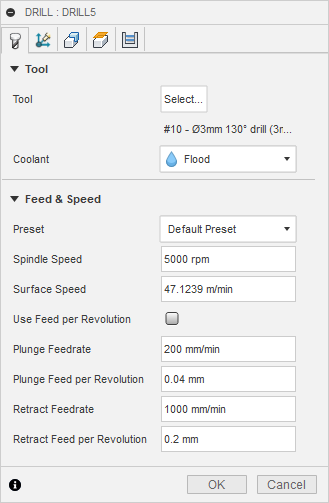 DRILL : DRILL5
Tool
Tool Select...
#10 - Ø3mm 130° drill (3r...
Coolant Flood
Feed & Speed
Preset Default Preset
Spindle Speed 5000 rpm
Surface Speed 47.1239 m/min
Use Feed per Revolution
Plunge Feedrate 200 mm/min
Plunge Feed per Revolution 0.04 mm
Retract Feedrate 1000 mm/min
Retract Feed per Revolution 0.2 mm
OK Cancel